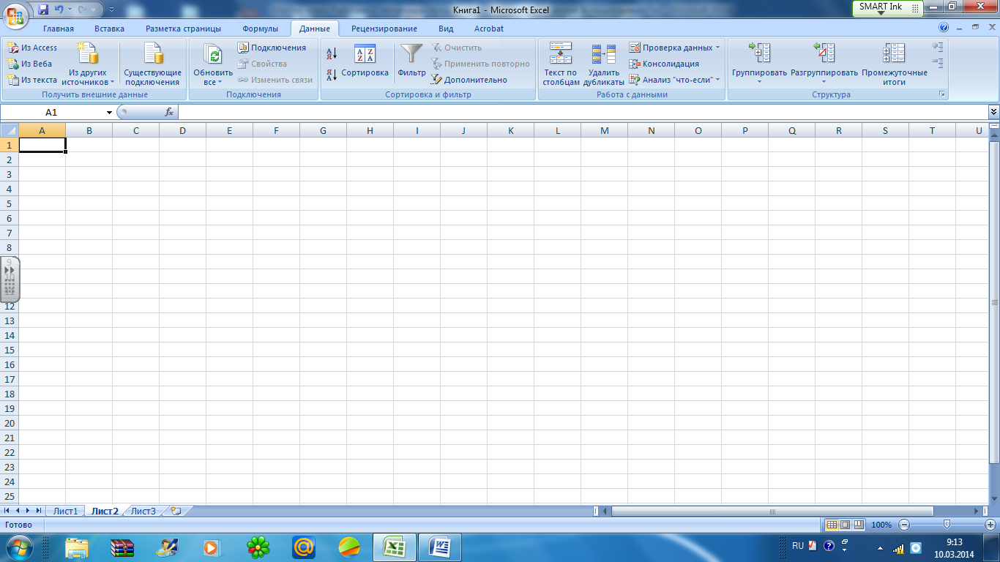 Книга1 - Microsoft Excel
SMART Ink
Главная Вставка Разметка страницы Формулы Данные Рецензирование Вид Acrobat
Из Access
Из Веба
Из текста
Из других источников
Существующие подключения
Получить внешние данные
Обновить все
Подключения
Свойства
Изменить связи
Подключения
Сортировка
Фильтр
Очистить
Применить повторно
Дополнительно
Сортировка и фильтр
Текст по столбцам
Удалить дубликаты
Проверка данных
Консолидация
Анализ "что-если"
Работа с данными
Группировать
Разгруппировать
Промежуточные итоги
Структура
A1 fx
A B C D E F G H I J K L M N O P Q R S T U
1
2
3
4
5
6
7
8
9
10
12
13
14
15
16
17
18
19
20
21
22
23
24
25
Лист1 Лист2 Лист3
Готово 100%
RU 9:13
10.03.2014